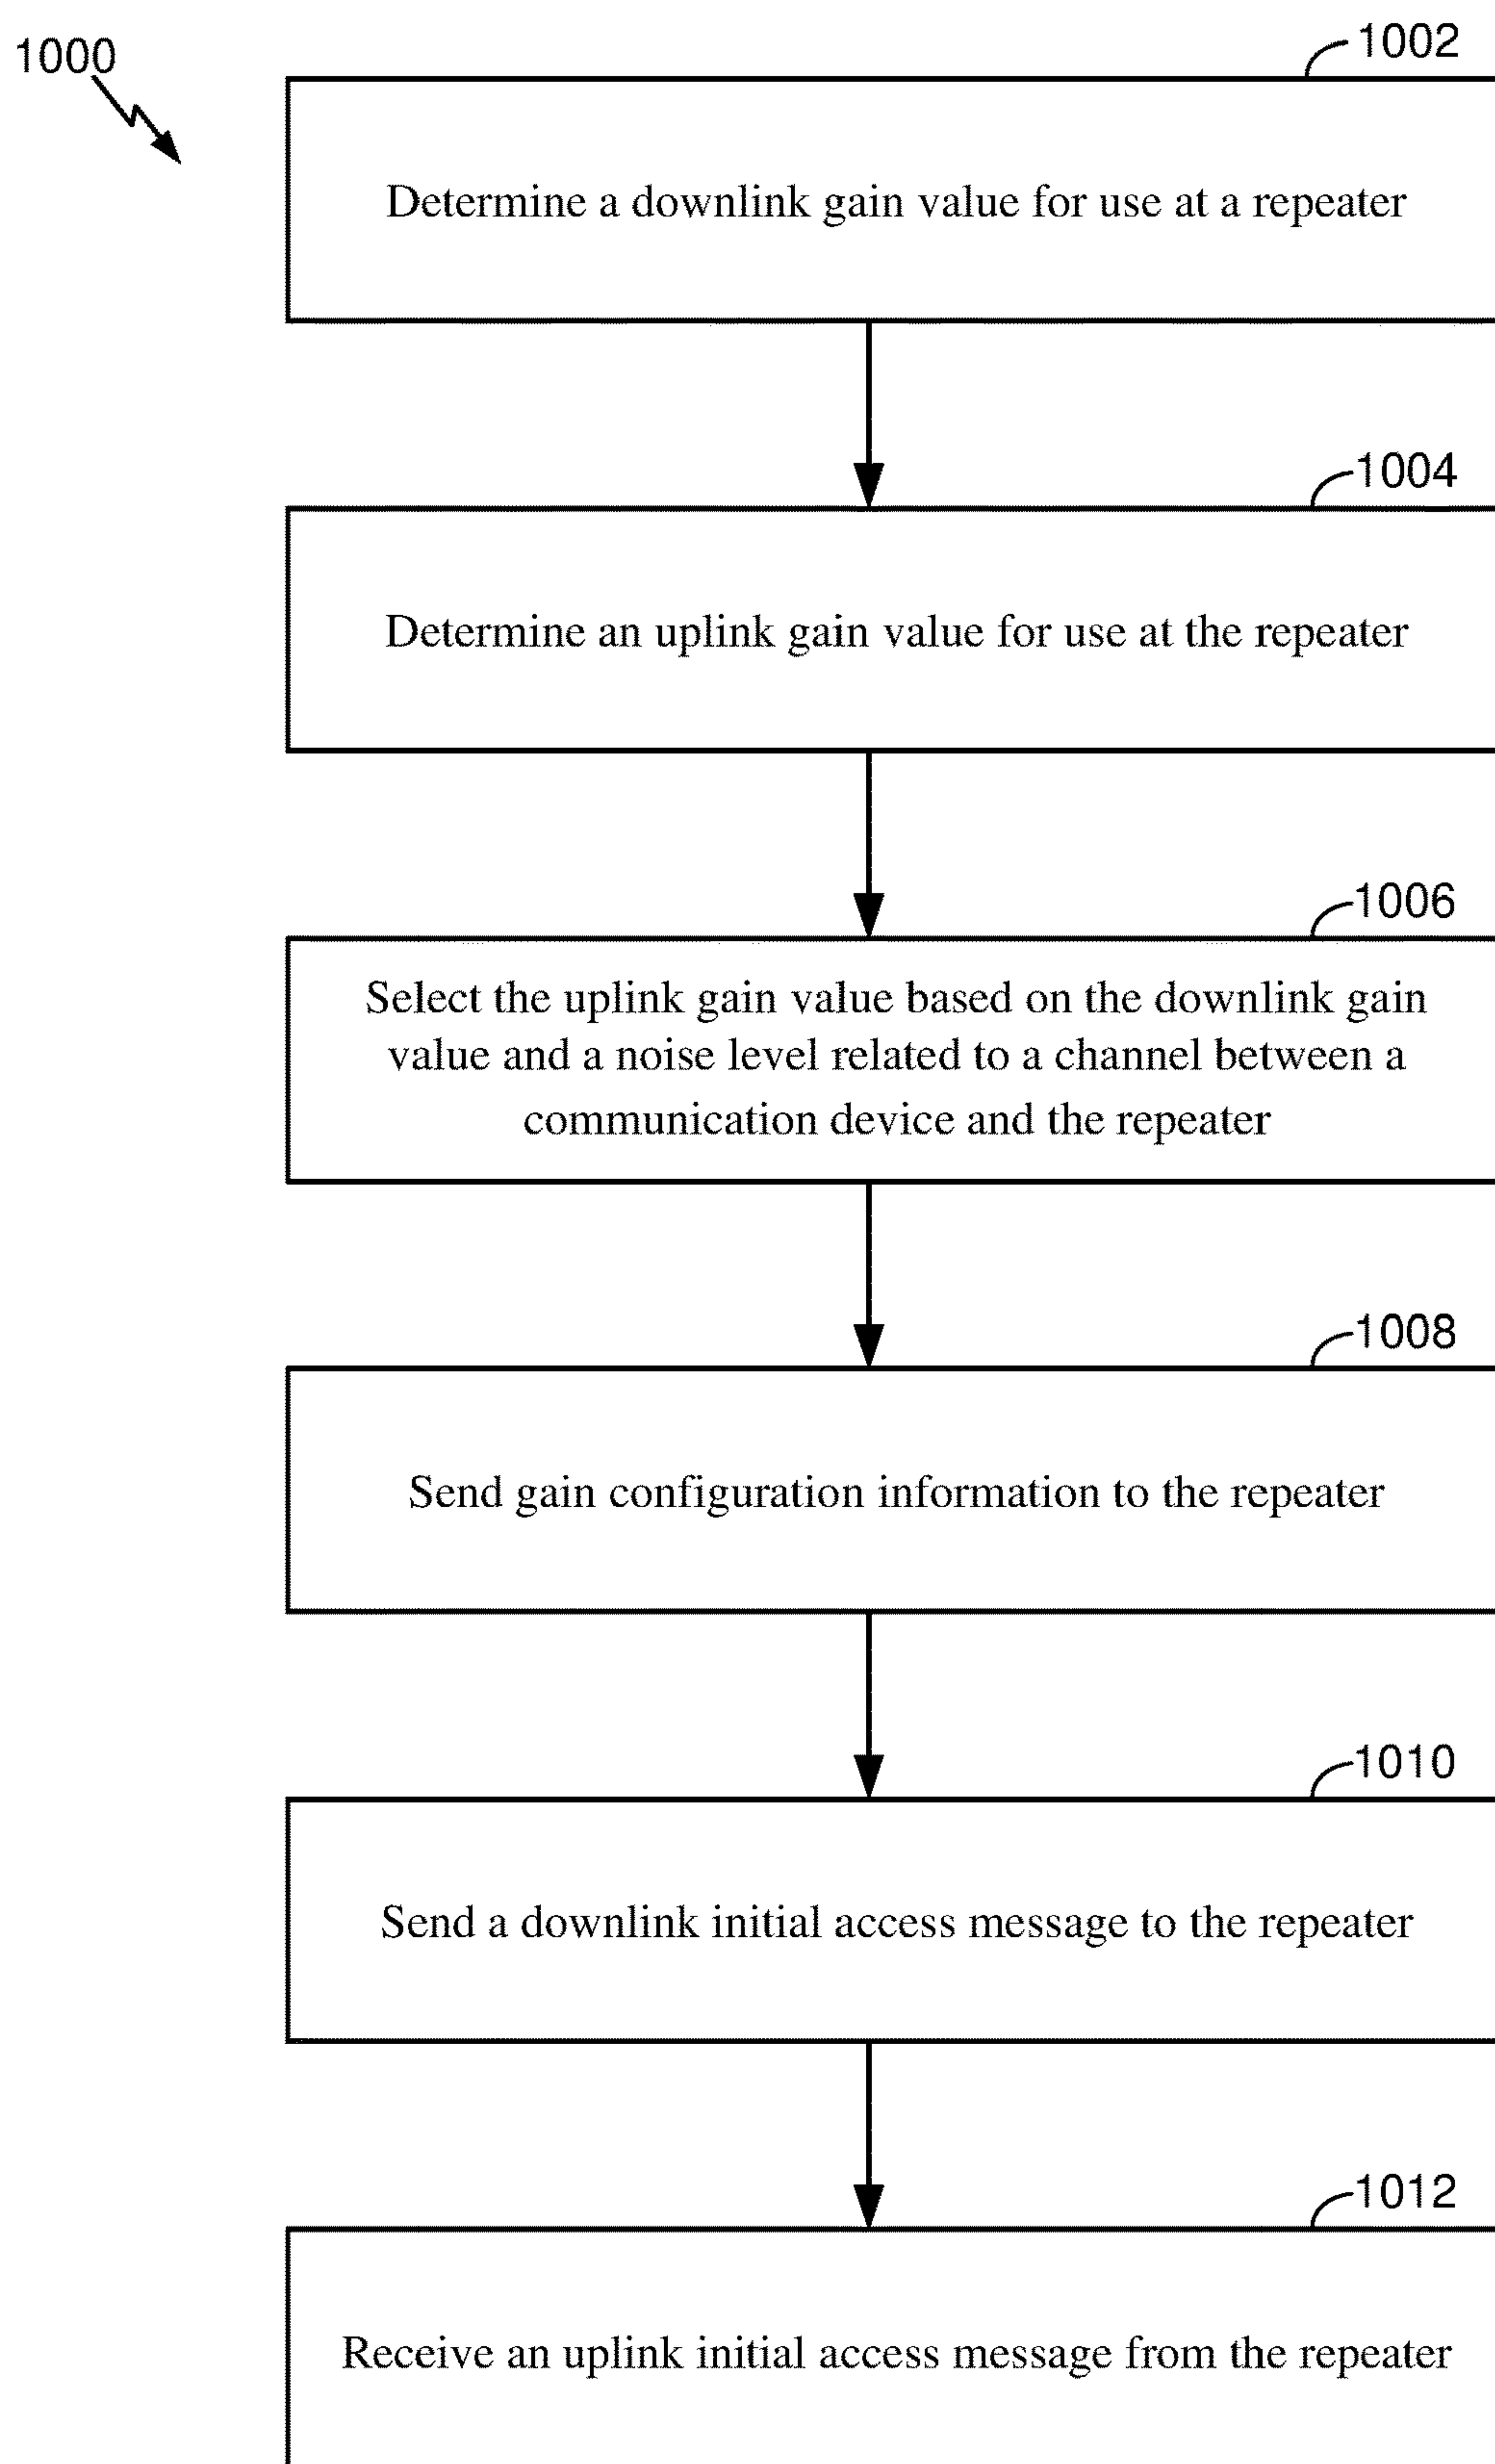 1000
1002
Determine a downlink gain value for use at a repeater
1004
Determine an uplink gain value for use at the repeater
1006
Select the uplink gain value based on the downlink gain
value and a noise level related to a channel between a
communication device and the repeater
1008
Send gain configuration information to the repeater
1010
Send a downlink initial access message to the repeater
1012
Receive an uplink initial access message from the repeater